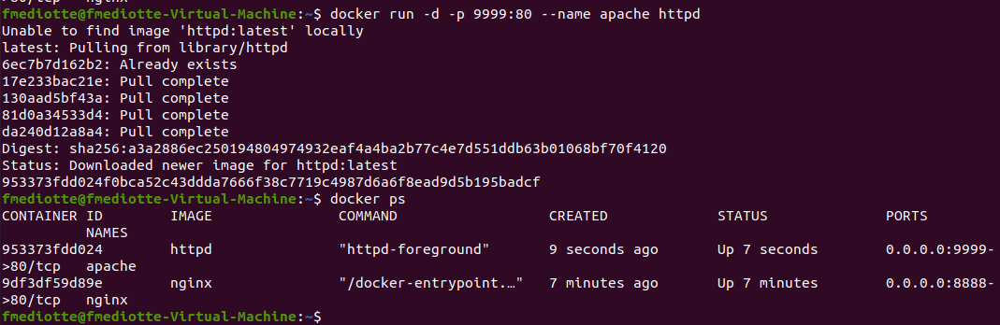 >80/tcp   nginx
fmediotte@fmediotte-Virtual-Machine:~$ docker run -d -p 9999:80 --name apache httpd
Unable to find image 'httpd:latest' locally
latest: Pulling from library/httpd
6ec7b7d162b2: Already exists
17e233bac21e: Pull complete
130aad5bf43a: Pull complete
81d0a34533d4: Pull complete
da240d12a8a4: Pull complete
Digest: sha256:a3a2886ec250194804974932eaf4a4ba2b77c4e7d551ddb63b01068bf70f4120
Status: Downloaded newer image for httpd:latest
953373fdd024f0bca52c43ddda7666f38c7719c4987d6a6f8ead9d5b195badcf
fmediotte@fmediotte-Virtual-Machine:~$ docker ps
CONTAINER ID        IMAGE               COMMAND                  CREATED             STATUS              PORTS
          NAMES
953373fdd024        httpd               "httpd-foreground"       9 seconds ago       Up 7 seconds        0.0.0.0:9999-
>80/tcp   apache
9df3df59d89e        nginx               "/docker-entrypoint.…"   7 minutes ago       Up 7 minutes        0.0.0.0:8888-
>80/tcp   nginx
fmediotte@fmediotte-Virtual-Machine:~$